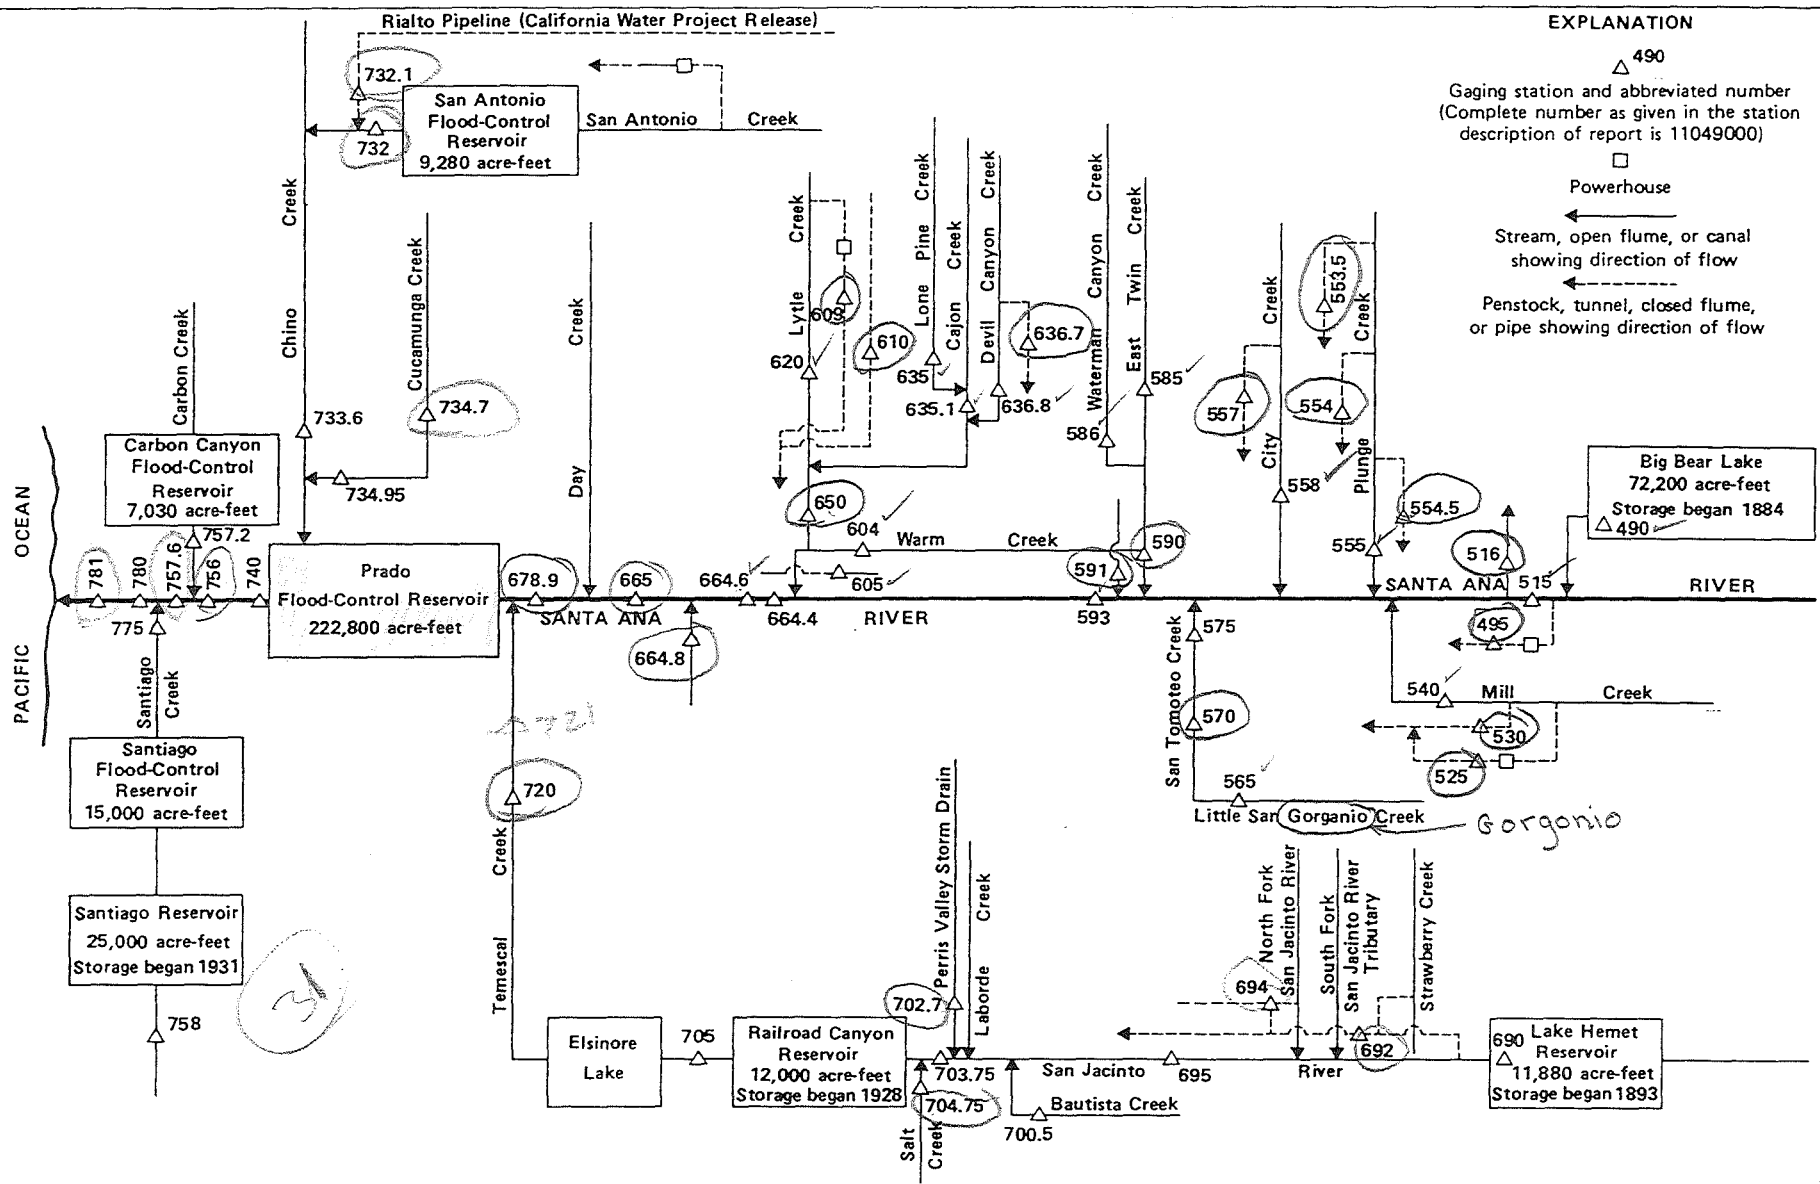 Rialto Pipeline (California Water Project Release)
EXPLANATION
490
Gaging station and abbreviated number
(Complete number as given in the station
description of report is 11049000)
Powerhouse
Stream, open flume, or canal
showing direction of flow
Penstock, tunnel, closed flume,
or pipe showing direction of flow
732.1
732
San Antonio
Flood-Control
Reservoir
9,280 acre-feet
San Antonio Creek
Chino Creek
Cucamunga Creek
Day Creek
Carbon Creek
733.6
734.7
734.95
Carbon Canyon
Flood-Control
Reservoir
7,030 acre-feet
757.2
Lytle Creek
609
610
620
Lone Pine Creek
Cajon Creek
Devil Canyon Creek
635
635.1
636.7
636.8
Waterman Canyon Creek
East Twin Creek
585
586
City Creek
557
558
Plunge Creek
553.5
554
554.5
555
Big Bear Lake
72,200 acre-feet
Storage began 1884
490
650
604
Warm Creek
590
591
605
516
515
495
PACIFIC OCEAN
781
780
757.6
756
740
Prado
Flood-Control Reservoir
222,800 acre-feet
678.9
665
664.6
664.4
593
SANTA ANA RIVER
SANTA ANA RIVER
664.8
775
Santiago Creek
Santiago
Flood-Control
Reservoir
15,000 acre-feet
Santiago Reservoir
25,000 acre-feet
Storage began 1931
758
31
721
720
Temescal Creek
575
San Tomoteo Creek
570
565
Little San Gorganio Creek
Gorgonio
540
Mill Creek
530
525
Elsinore
Lake
705
Railroad Canyon
Reservoir
12,000 acre-feet
Storage began 1928
702.7
Perris Valley Storm Drain
Laborde Creek
703.75
704.75
Salt Creek
San Jacinto River
700.5
Bautista Creek
695
694
North Fork
San Jacinto River
South Fork
San Jacinto River
Tributary
Strawberry Creek
692
690
Lake Hemet
Reservoir
11,880 acre-feet
Storage began 1893